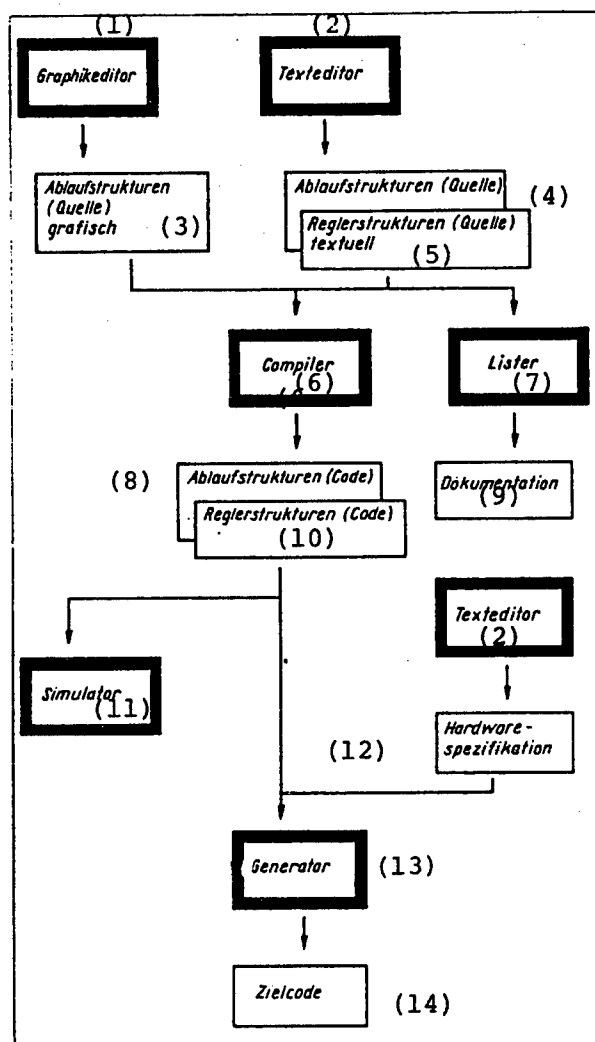 (1)
(2)
Graphikeditor
Texteditor
Ablaufstrukturen
(Quelle)
grafisch (3)
Ablaufstrukturen (Quelle)
(4)
Reglerstrukturen (Quelle)
textuell
(5)
Compiler
(6)
Lister
(7)
(8)
Ablaufstrukturen (Code)
Reglerstrukturen (Code)
(10)
Dokumentation
(9)
Texteditor
(2)
Simulator
(11)
Hardware-
spezifikation
(12)
Generator
(13)
Zielcode
(14)